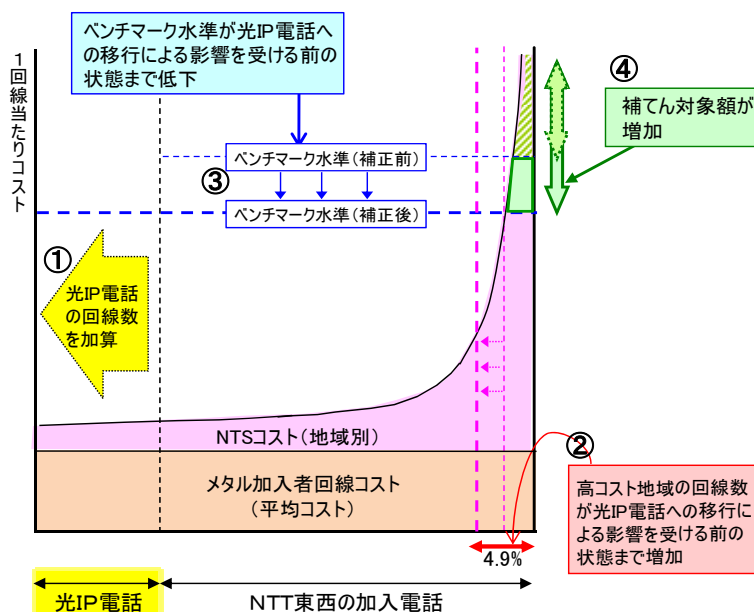 ベンチマーク水準が光IP電話へ
の移行による影響を受ける前の
状態まで低下
1回線当たりコスト
④
補てん対象額が
増加
ベンチマーク水準(補正前)
③
ベンチマーク水準(補正後)
①
光IP電話
の回線数
を加算
NTSコスト(地域別)
②
メタル加入者回線コスト
(平均コスト)
高コスト地域の回線数
が光IP電話への移行に
よる影響を受ける前の
状態まで増加
4.9%
光IP電話
NTT東西の加入電話